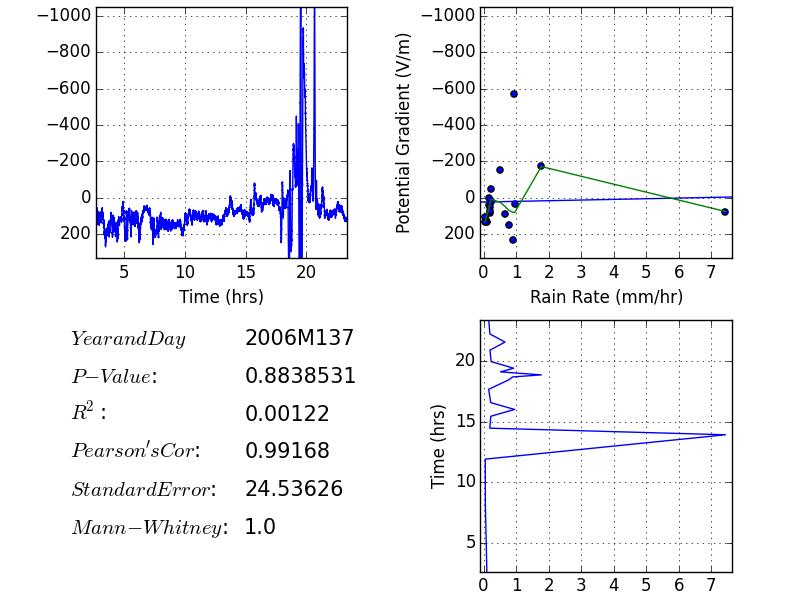 −1000
−800
−600
−400
−200
0
200
5 10 15 20
Time (hrs)
Potential Gradient (V/m)
−1000
−800
−600
−400
−200
0
200
0 1 2 3 4 5 6 7
Rain Rate (mm/hr)
YearandDay 2006M137
P−Value: 0.8838531
R²: 0.00122
Pearson'sCor: 0.99168
StandardError: 24.53626
Mann−Whitney: 1.0
Time (hrs)
20
15
10
5
0 1 2 3 4 5 6 7